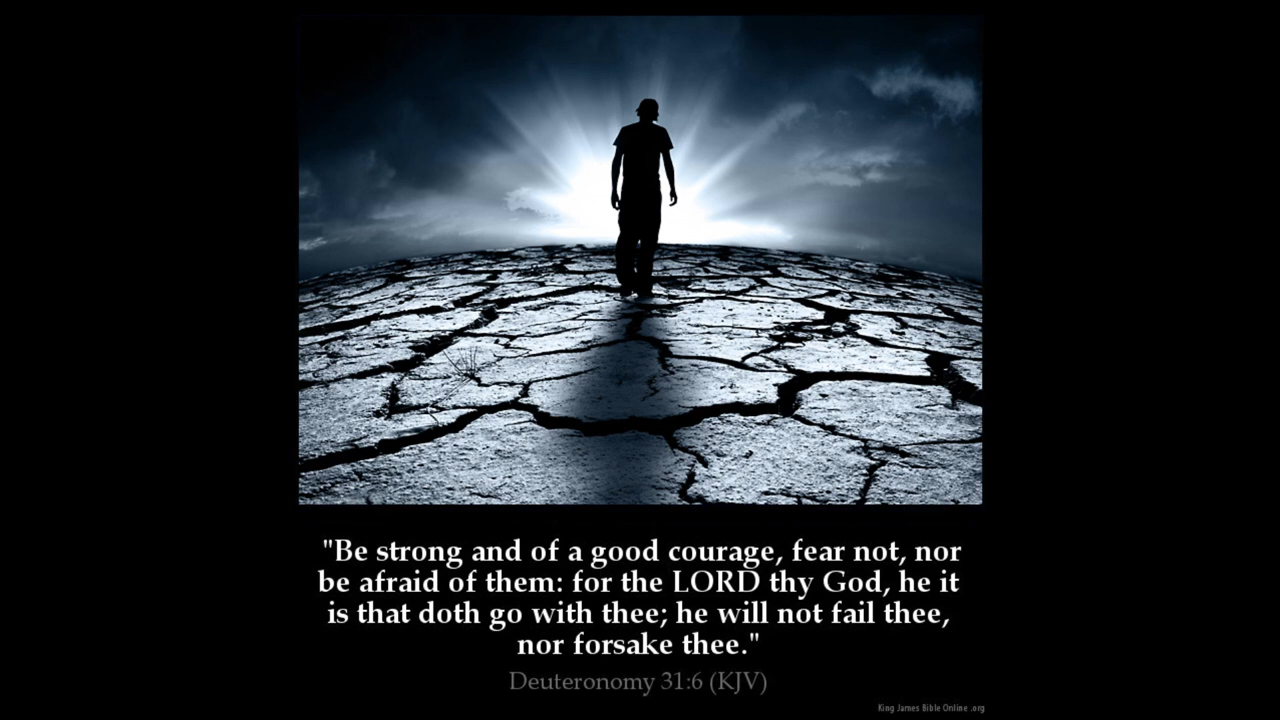 "Be strong and of a good courage, fear not, nor
be afraid of them: for the LORD thy God, he it
is that doth go with thee; he will not fail thee,
nor forsake thee."
Deuteronomy 31:6 (KJV)
King James Bible Online .org